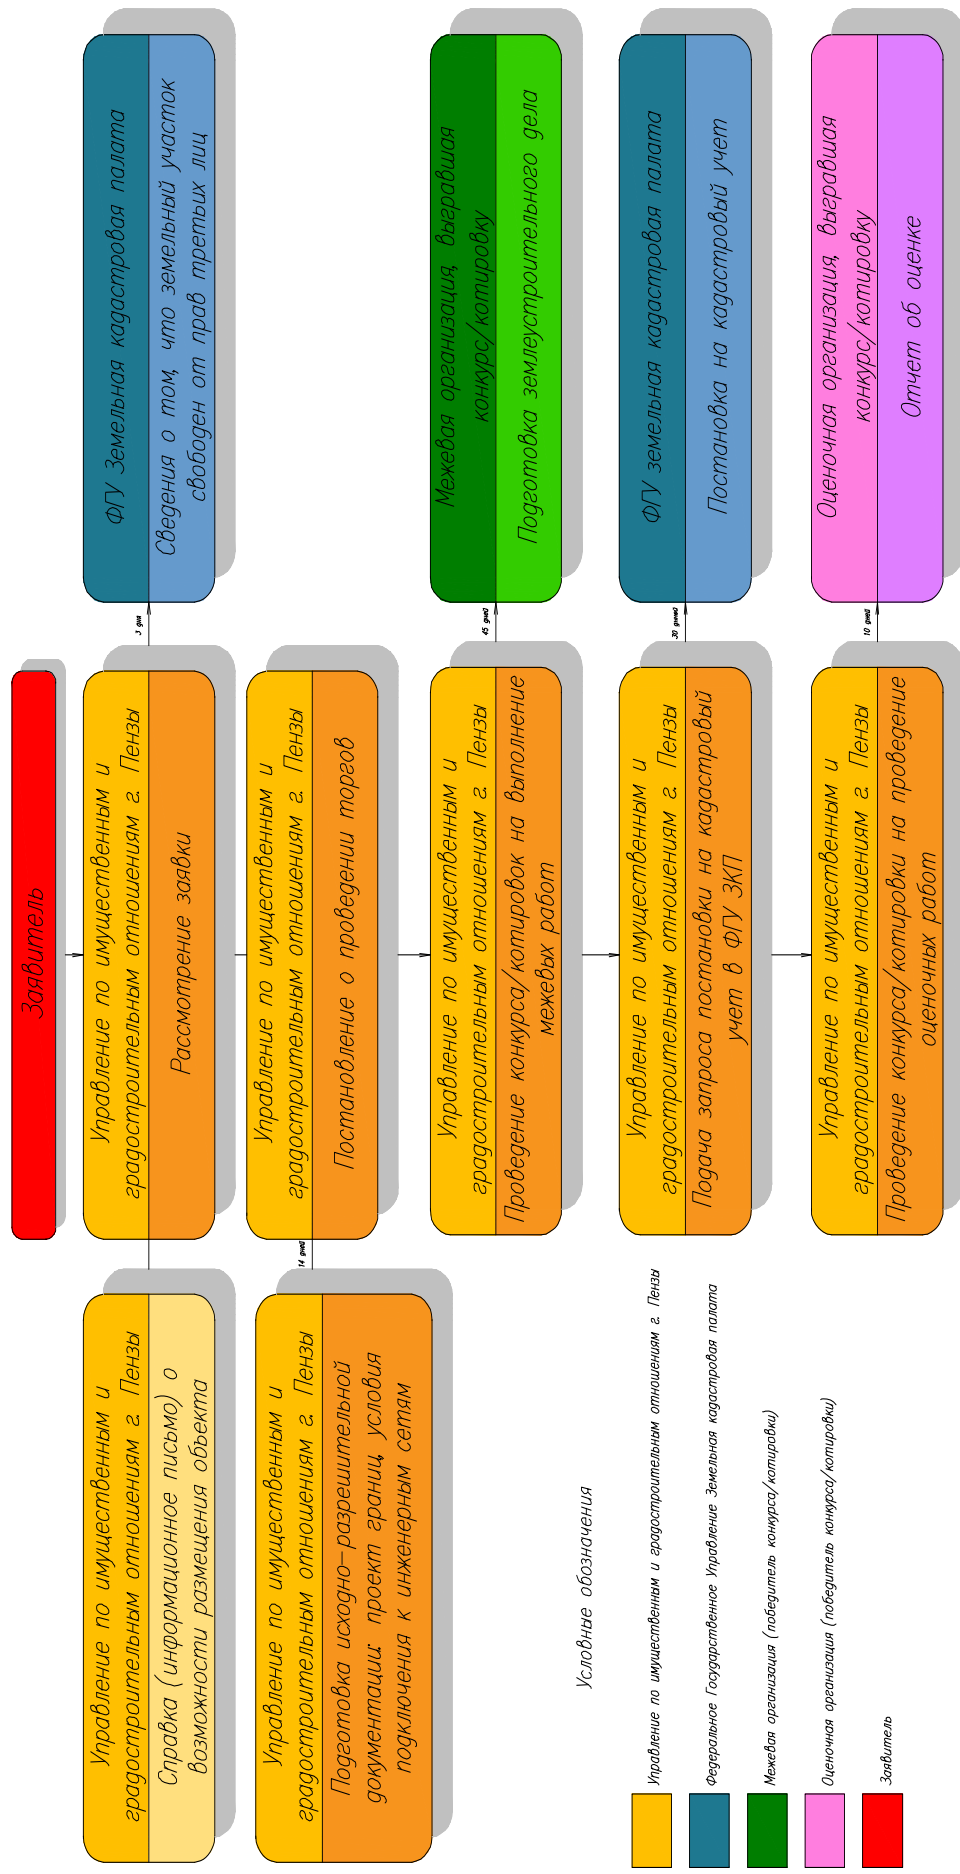 Заявитель
Управление по имущественным и
градостроительным отношениям г. Пензы
Справка (информационное письмо) о
возможности размещения объекта
Управление по имущественным и
градостроительным отношениям г. Пензы
Рассмотрение заявки
3 дня
ФГУ Земельная кадастровая палата
Сведения о том, что земельный участок
свободен от прав третьих лиц
Управление по имущественным и
градостроительным отношениям г. Пензы
Подготовка исходно-разрешительной
документации: проект границ, условия
подключения к инженерным сетям
14 дней
Управление по имущественным и
градостроительным отношениям г. Пензы
Постановление о проведении торгов
Управление по имущественным и
градостроительным отношениям г. Пензы
Проведение конкурса/котировок на выполнение
межевых работ
45 дней
Межевая организация, выгравшая
конкурс/котировку
Подготовка землеустроительного дела
Управление по имущественным и
градостроительным отношениям г. Пензы
Подача запроса постановки на кадастровый
учет в ФГУ ЗКП
30 дней
ФГУ земельная кадастровая палата
Постановка на кадастровый учет
Управление по имущественным и
градостроительным отношениям г. Пензы
Проведение конкурса/котировки на проведение
оценочных работ
10 дней
Оценочная организация, выгравшая
конкурс/котировку
Отчет об оценке
Условные обозначения
Управление по имущественным и градостроительным отношениям г. Пензы
Федеральное Государственное Управление Земельная кадастровая палата
Межевая организация (победитель конкурса/котировки)
Оценочная организация (победитель конкурса/котировки)
Заявитель